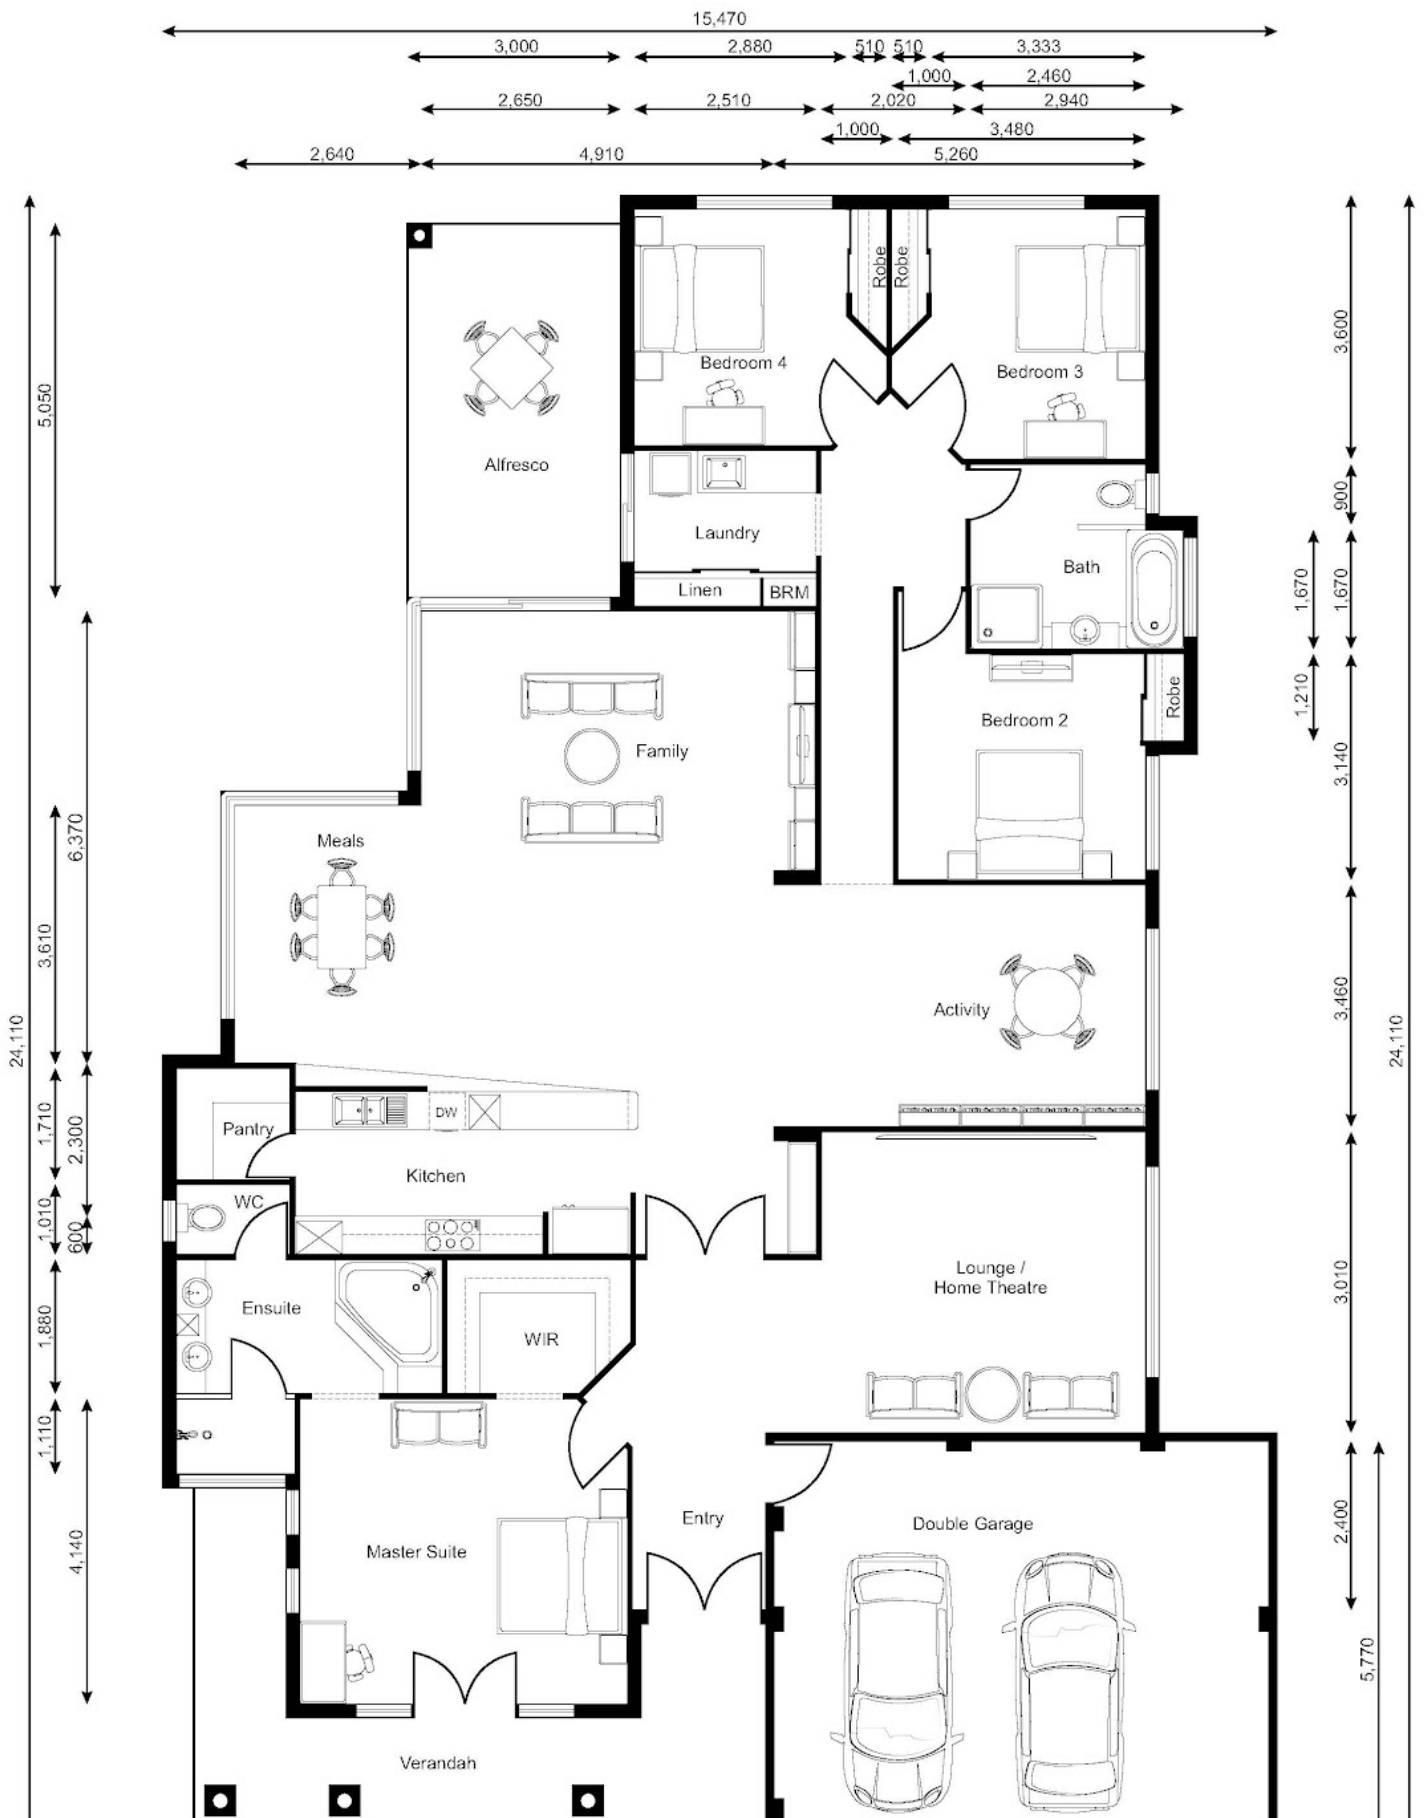 15,470
3,000
2,880
510
510
3,333
1,000
2,460
2,650
2,510
2,020
2,940
1,000
3,480
2,640
4,910
5,260
5,050
3,600
Robe
Robe
Bedroom 4
Bedroom 3
Alfresco
900
Laundry
Bath
1,670
1,670
Linen
BRM
Robe
1,210
Bedroom 2
Family
3,140
6,370
Meals
3,610
Activity
3,460
24,110
24,110
DW
1,710
Pantry
2,300
Kitchen
WC
1,010
600
Lounge /
Home Theatre
3,010
Ensuite
1,880
WIR
1,110
Entry
Double Garage
2,400
Master Suite
4,140
5,770
Verandah